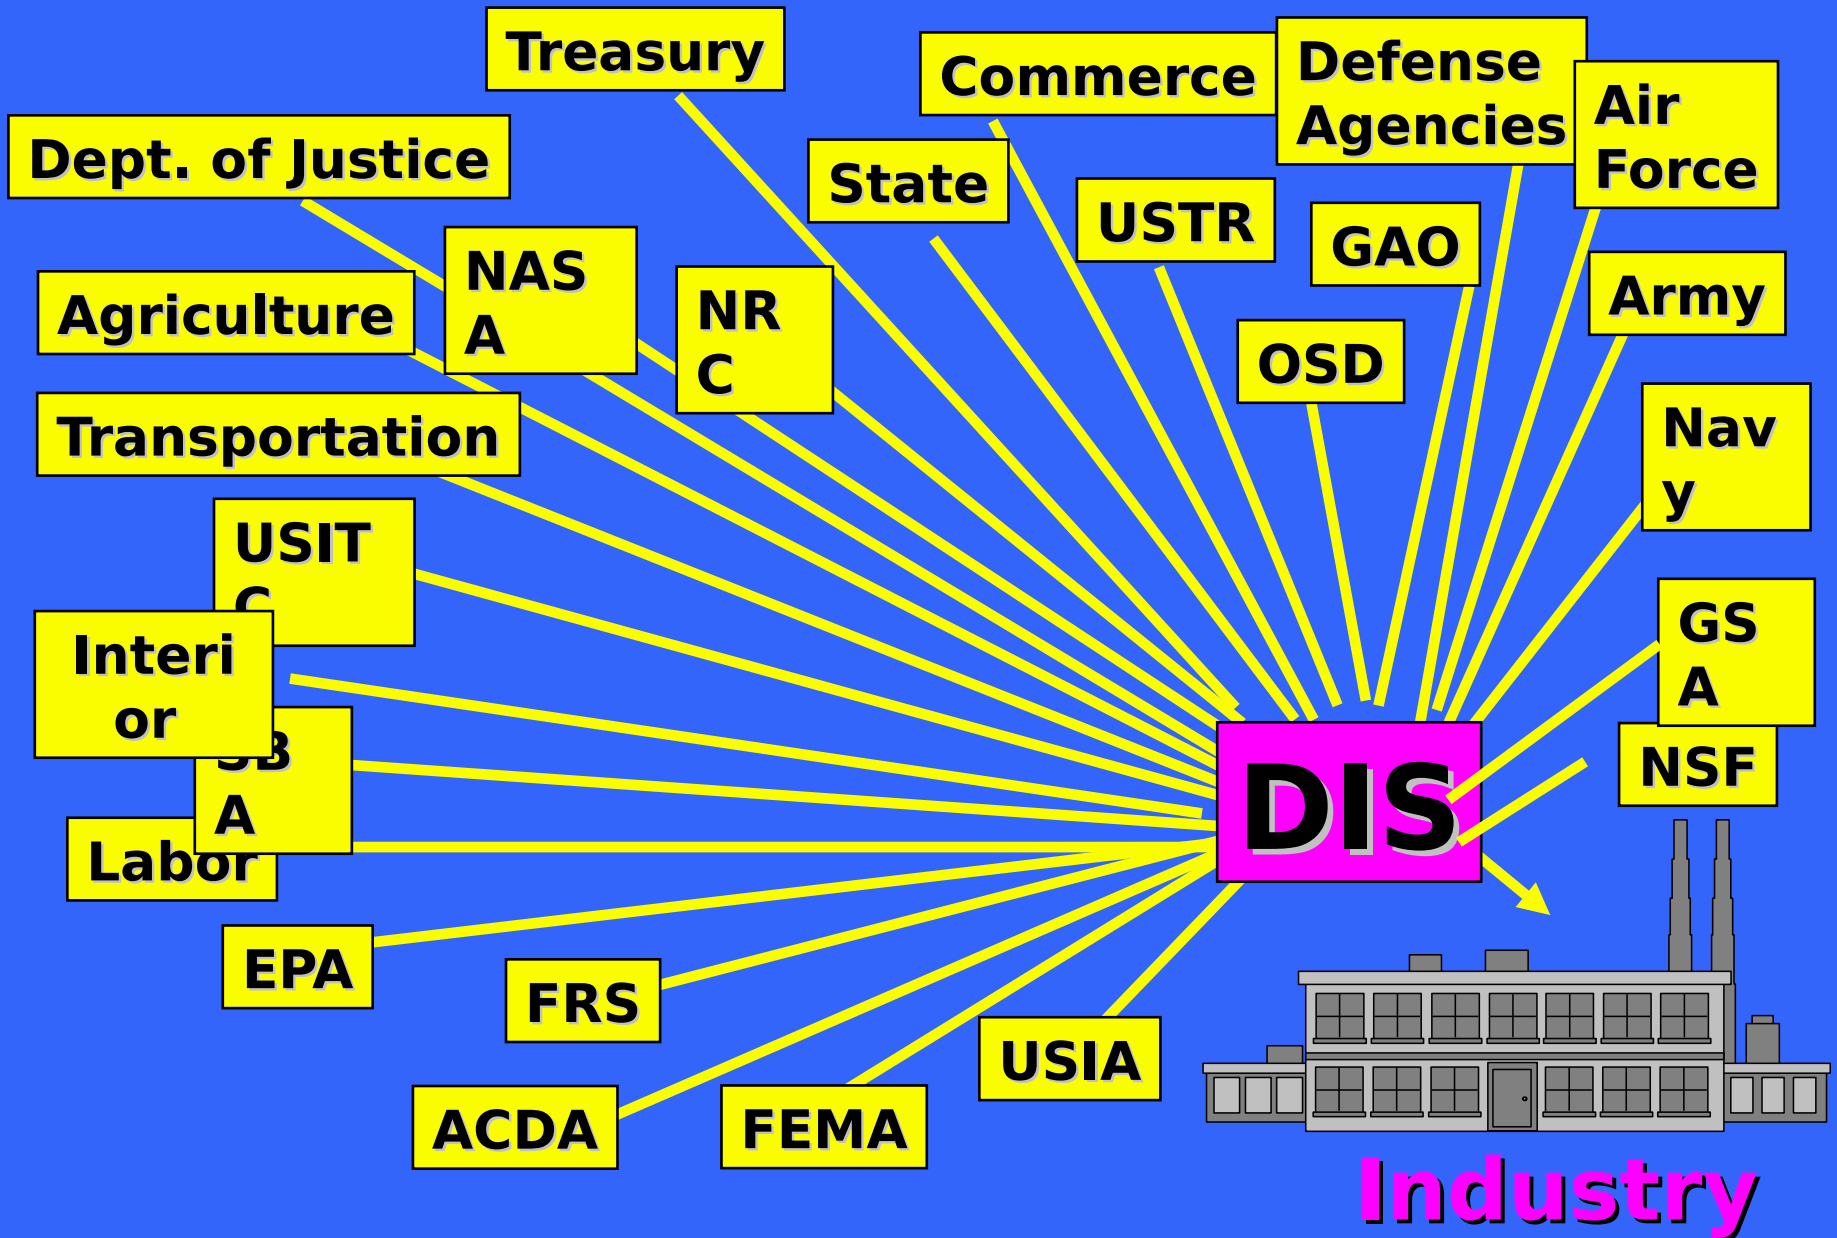 Treasury
Commerce
Defense
Agencies
Air
Force
Dept. of Justice
State
USTR
GAO
NAS
A
NR
C
Agriculture
Army
OSD
Transportation
Nav
y
USIT
C
GS
A
Interi
or
SB
A
NSF
DIS
Labor
EPA
FRS
USIA
ACDA
FEMA
Industry